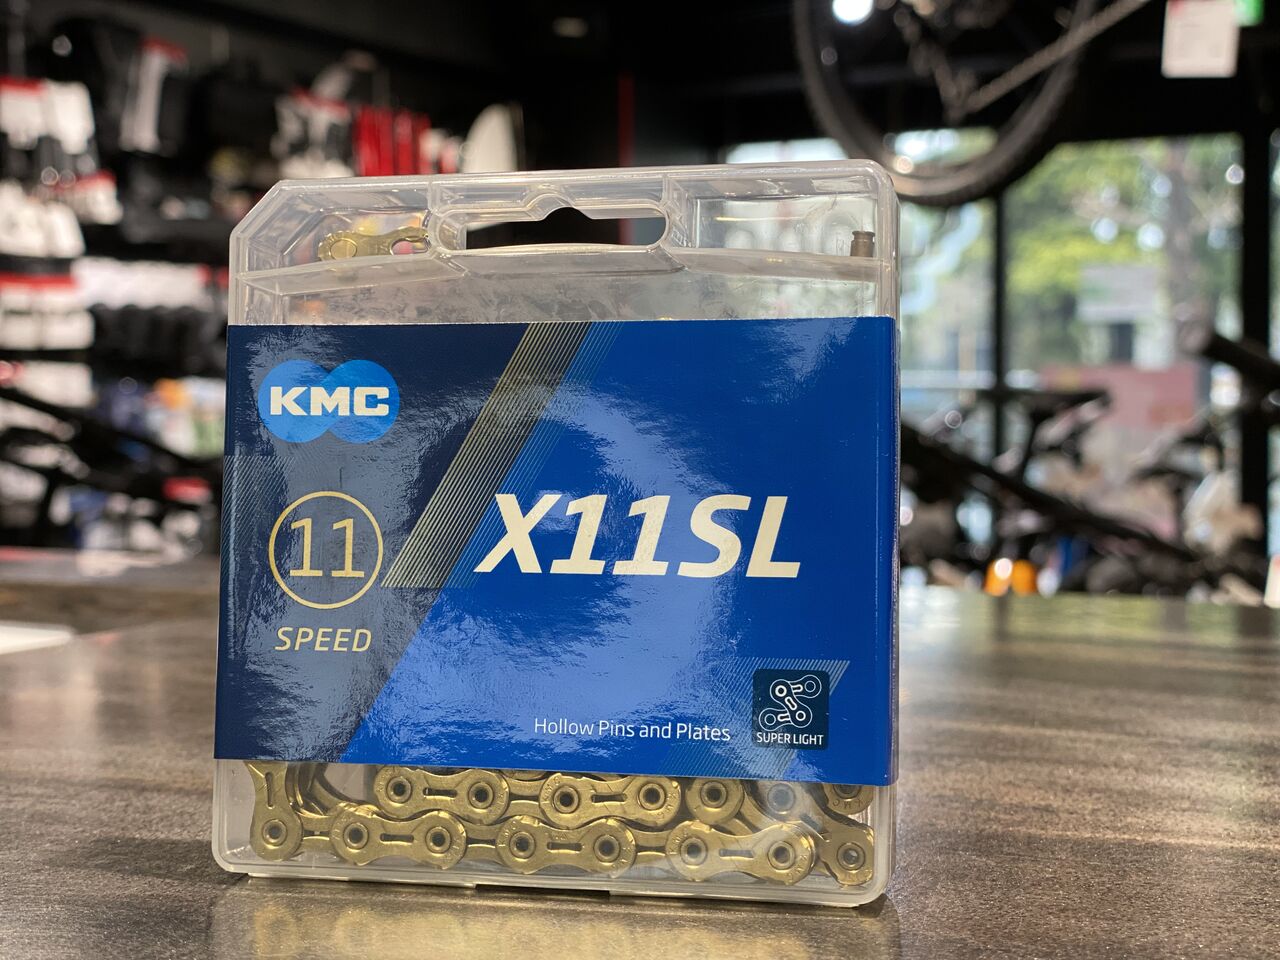 KMC
11
SPEED
X11SL
Hollow Pins and Plates
SUPER LIGHT